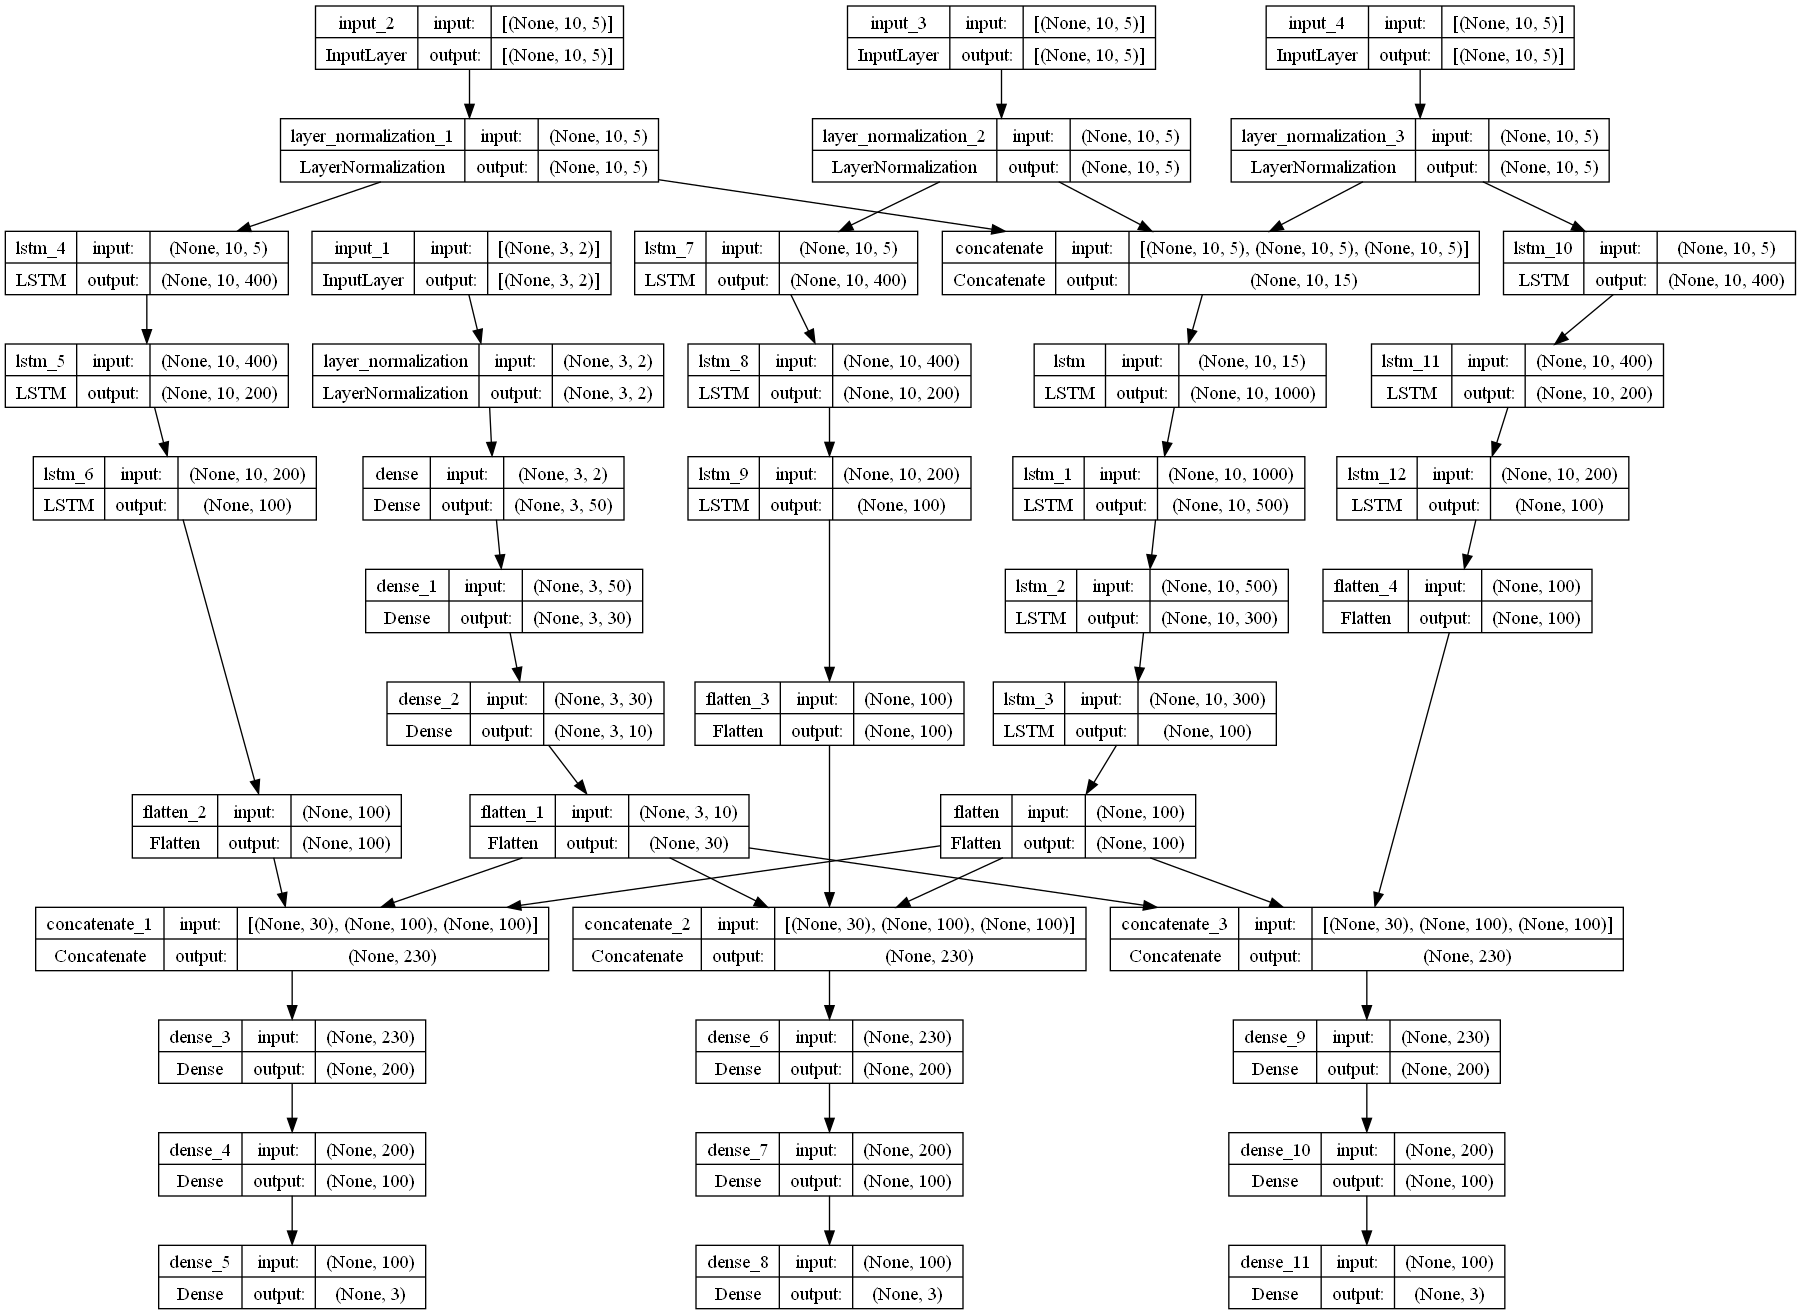 input_2 input: [(None, 10, 5)]
InputLayer output: [(None, 10, 5)]
input_3 input: [(None, 10, 5)]
InputLayer output: [(None, 10, 5)]
input_4 input: [(None, 10, 5)]
InputLayer output: [(None, 10, 5)]
layer_normalization_1 input: (None, 10, 5)
LayerNormalization output: (None, 10, 5)
layer_normalization_2 input: (None, 10, 5)
LayerNormalization output: (None, 10, 5)
layer_normalization_3 input: (None, 10, 5)
LayerNormalization output: (None, 10, 5)
lstm_4 input: (None, 10, 5)
LSTM output: (None, 10, 400)
input_1 input: [(None, 3, 2)]
InputLayer output: [(None, 3, 2)]
lstm_7 input: (None, 10, 5)
LSTM output: (None, 10, 400)
concatenate input: [(None, 10, 5), (None, 10, 5), (None, 10, 5)]
Concatenate output: (None, 10, 15)
lstm_10 input: (None, 10, 5)
LSTM output: (None, 10, 400)
lstm_5 input: (None, 10, 400)
LSTM output: (None, 10, 200)
layer_normalization input: (None, 3, 2)
LayerNormalization output: (None, 3, 2)
lstm_8 input: (None, 10, 400)
LSTM output: (None, 10, 200)
lstm input: (None, 10, 15)
LSTM output: (None, 10, 1000)
lstm_11 input: (None, 10, 400)
LSTM output: (None, 10, 200)
lstm_6 input: (None, 10, 200)
LSTM output: (None, 100)
dense input: (None, 3, 2)
Dense output: (None, 3, 50)
lstm_9 input: (None, 10, 200)
LSTM output: (None, 100)
lstm_1 input: (None, 10, 1000)
LSTM output: (None, 10, 500)
lstm_12 input: (None, 10, 200)
LSTM output: (None, 100)
dense_1 input: (None, 3, 50)
Dense output: (None, 3, 30)
lstm_2 input: (None, 10, 500)
LSTM output: (None, 10, 300)
flatten_4 input: (None, 100)
Flatten output: (None, 100)
dense_2 input: (None, 3, 30)
Dense output: (None, 3, 10)
flatten_3 input: (None, 100)
Flatten output: (None, 100)
lstm_3 input: (None, 10, 300)
LSTM output: (None, 100)
flatten_2 input: (None, 100)
Flatten output: (None, 100)
flatten_1 input: (None, 3, 10)
Flatten output: (None, 30)
flatten input: (None, 100)
Flatten output: (None, 100)
concatenate_1 input: [(None, 30), (None, 100), (None, 100)]
Concatenate output: (None, 230)
concatenate_2 input: [(None, 30), (None, 100), (None, 100)]
Concatenate output: (None, 230)
concatenate_3 input: [(None, 30), (None, 100), (None, 100)]
Concatenate output: (None, 230)
dense_3 input: (None, 230)
Dense output: (None, 200)
dense_6 input: (None, 230)
Dense output: (None, 200)
dense_9 input: (None, 230)
Dense output: (None, 200)
dense_4 input: (None, 200)
Dense output: (None, 100)
dense_7 input: (None, 200)
Dense output: (None, 100)
dense_10 input: (None, 200)
Dense output: (None, 100)
dense_5 input: (None, 100)
Dense output: (None, 3)
dense_8 input: (None, 100)
Dense output: (None, 3)
dense_11 input: (None, 100)
Dense output: (None, 3)